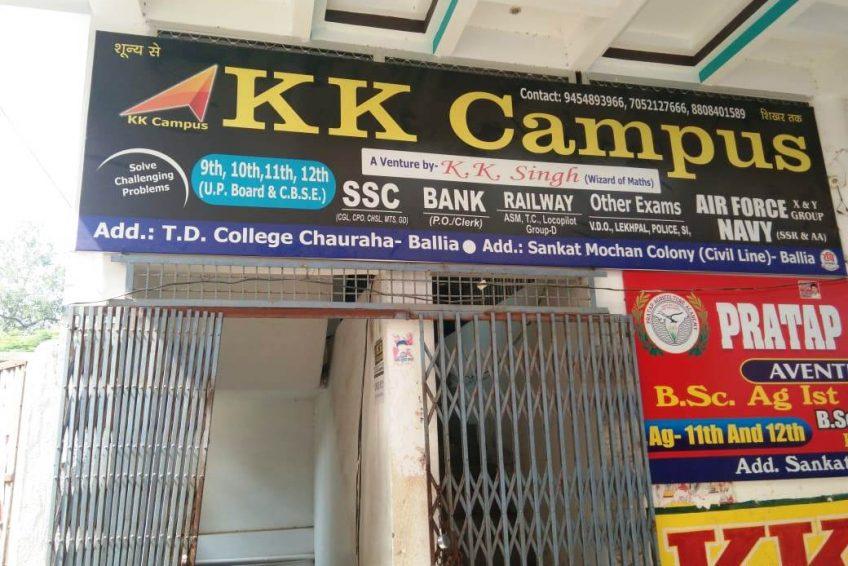 शून्य से
KK Campus
KK Campus
Contact: 9454893966, 7052127666, 8808401589
शिखर तक
A Venture by- K.K. Singh (Wizard of Maths)
Solve
Challenging
Problems
9th, 10th,11th, 12th
(U.P. Board & C.B.S.E.)
SSC
(CGL, CPO, CHSL, MTS, GD)
BANK
(P.O./Clerk)
RAILWAY
ASM, T.C., Locopilot
Group-D
Other Exams
V.D.O., LEKHPAL, POLICE, SI,
AIR FORCE X & Y GROUP
NAVY (SSR & AA)
Add.: T.D. College Chauraha- Ballia ● Add.: Sankat Mochan Colony (Civil Line)- Ballia
PRATAP
AVENT
B.Sc. Ag Ist
Ag- 11th And 12th
B.S
Add. Sankat
KK